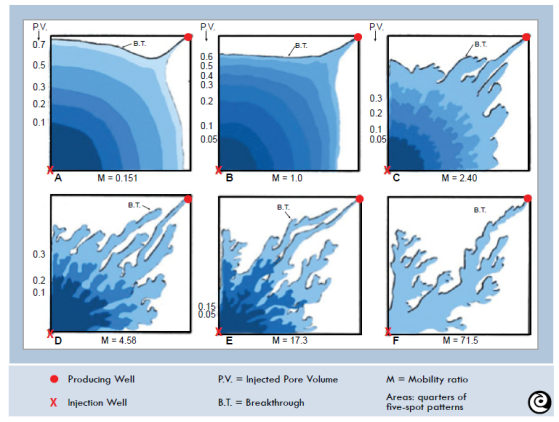 P.V. P.V. P.V.
B.T. B.T. B.T.
0.7
0.5
0.3
0.2
0.1
0.6
0.5
0.4
0.3
0.2
0.1
0.05
0.3
0.2
0.1
0.05
X X X
A M = 0.151 B M = 1.0 C M = 2.40
B.T. B.T. B.T.
0.3
0.2
0.1
0.15
0.05
X X X
D M = 4.58 E M = 17.3 F M = 71.5
Producing Well P.V. = Injected Pore Volume M = Mobility ratio
X Injection Well B.T. = Breakthrough Areas: quarters of
five-spot patterns